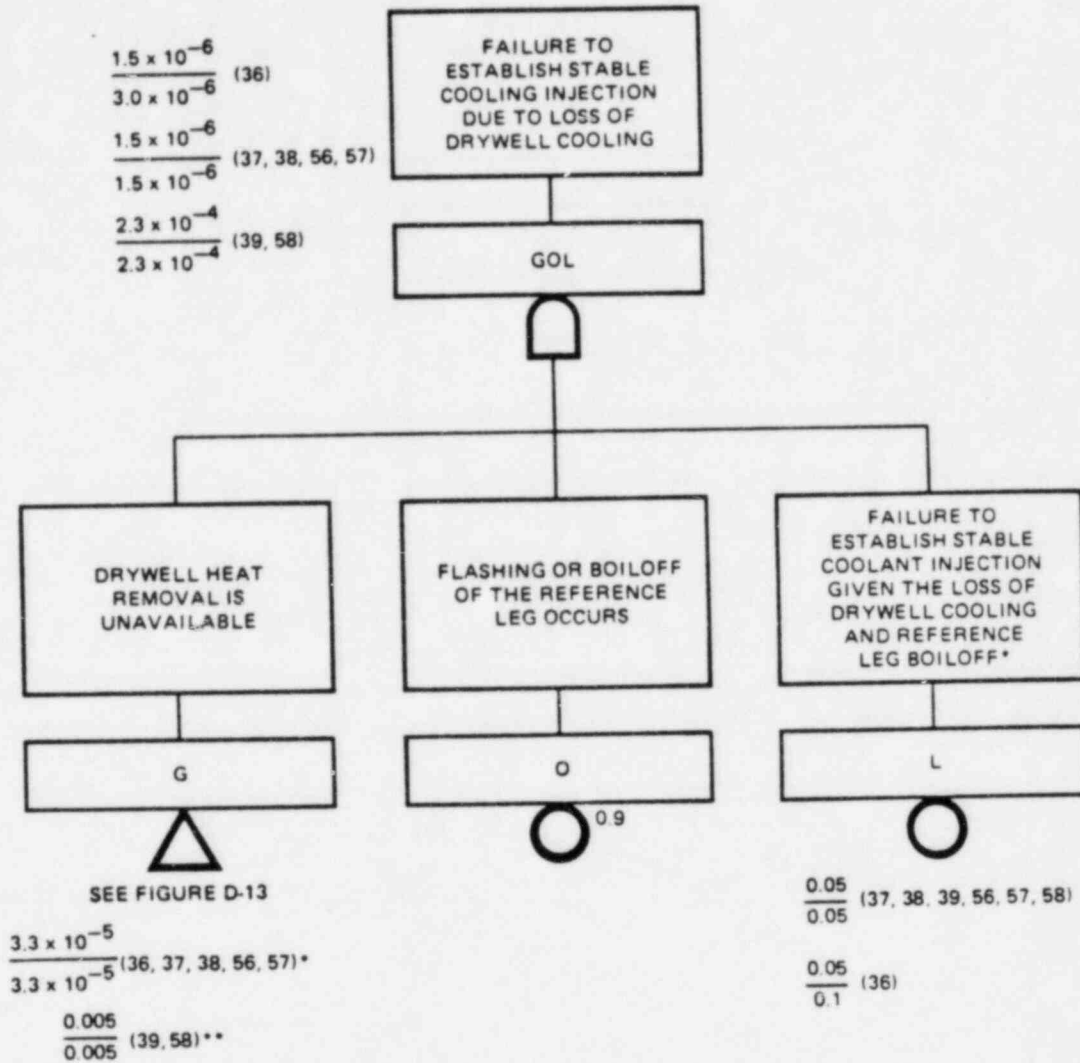 FAILURE TO
ESTABLISH STABLE
COOLING INJECTION
DUE TO LOSS OF
DRYWELL COOLING
1.5 x 10−6
3.0 x 10−6 (36)
1.5 x 10−6
1.5 x 10−6 (37, 38, 56, 57)
2.3 x 10−4
2.3 x 10−4 (39, 58)
GOL
DRYWELL HEAT
REMOVAL IS
UNAVAILABLE
FLASHING OR BOILOFF
OF THE REFERENCE
LEG OCCURS
FAILURE TO
ESTABLISH STABLE
COOLANT INJECTION
GIVEN THE LOSS OF
DRYWELL COOLING
AND REFERENCE
LEG BOILOFF*
G
O
L
0.9
SEE FIGURE D-13
3.3 x 10−5
3.3 x 10−5 (36, 37, 38, 56, 57)*
0.005
0.005 (39, 58)**
0.05
0.05 (37, 38, 39, 56, 57, 58)
0.05
0.1 (36)